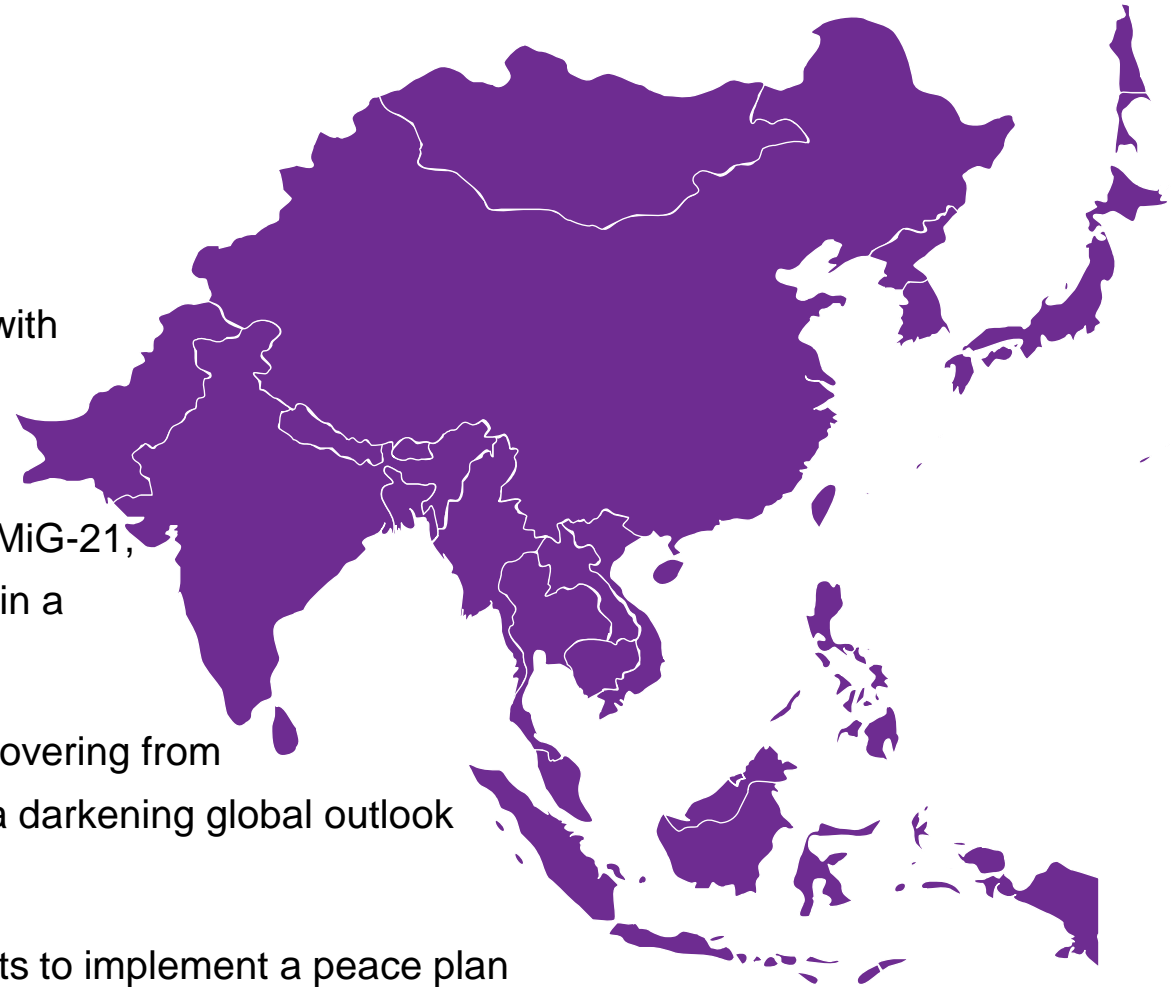 with
MiG-21,
in a
overing from
a darkening global outlook
ts to implement a peace plan